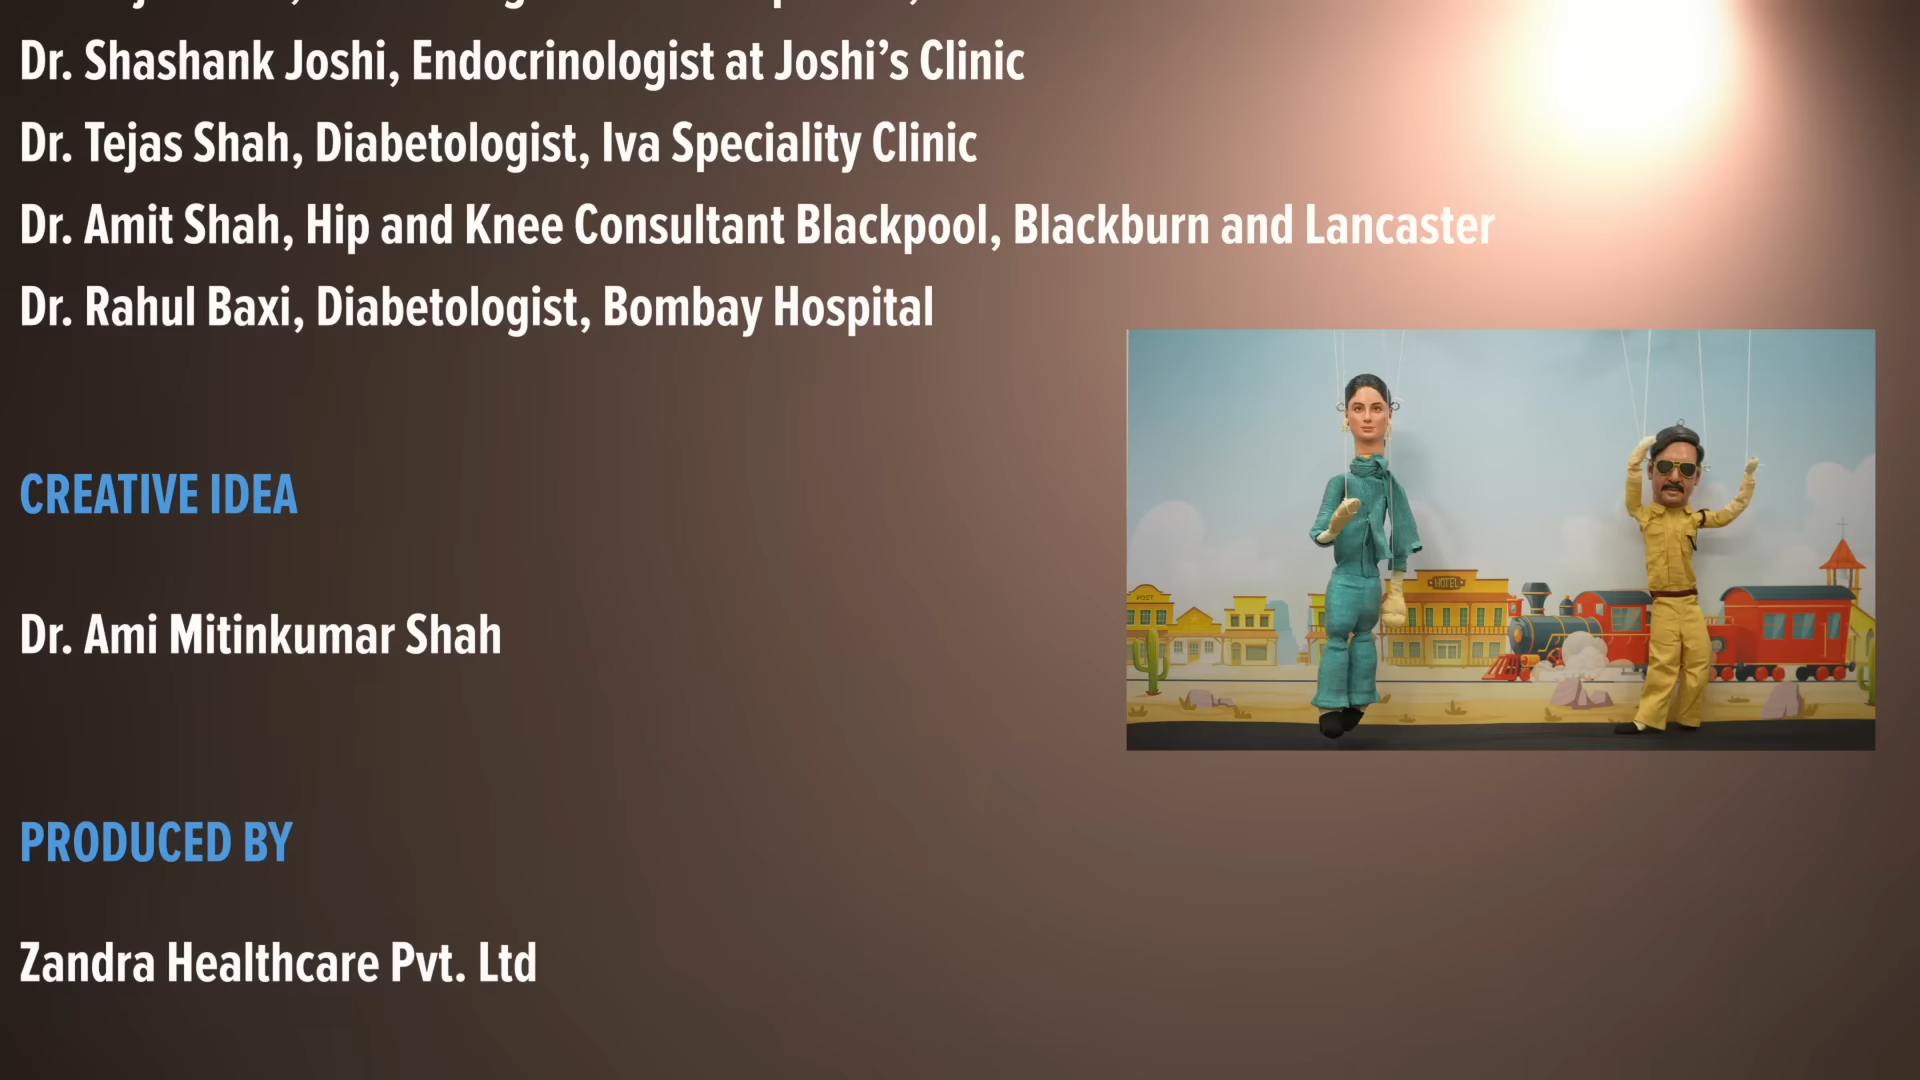 Dr. Shashank Joshi, Endocrinologist at Joshi’s Clinic
Dr. Tejas Shah, Diabetologist, Iva Speciality Clinic
Dr. Amit Shah, Hip and Knee Consultant Blackpool, Blackburn and Lancaster
Dr. Rahul Baxi, Diabetologist, Bombay Hospital
CREATIVE IDEA
Dr. Ami Mitinkumar Shah
PRODUCED BY
Zandra Healthcare Pvt. Ltd
POST
HOTEL